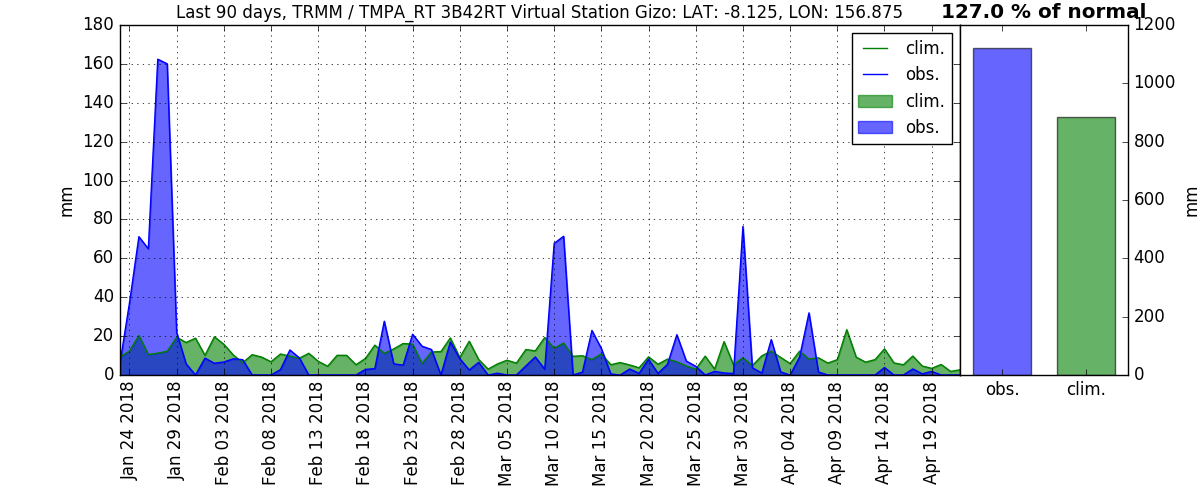 Last 90 days, TRMM / TMPA_RT 3B42RT Virtual Station Gizo: LAT: -8.125, LON: 156.875
127.0 % of normal
180
160
140
120
100
80
60
40
20
0
mm
clim.
obs.
clim.
obs.
1200
1000
800
600
400
200
0
mm
obs.
clim.
Jan 24 2018
Jan 29 2018
Feb 03 2018
Feb 08 2018
Feb 13 2018
Feb 18 2018
Feb 23 2018
Feb 28 2018
Mar 05 2018
Mar 10 2018
Mar 15 2018
Mar 20 2018
Mar 25 2018
Mar 30 2018
Apr 04 2018
Apr 09 2018
Apr 14 2018
Apr 19 2018